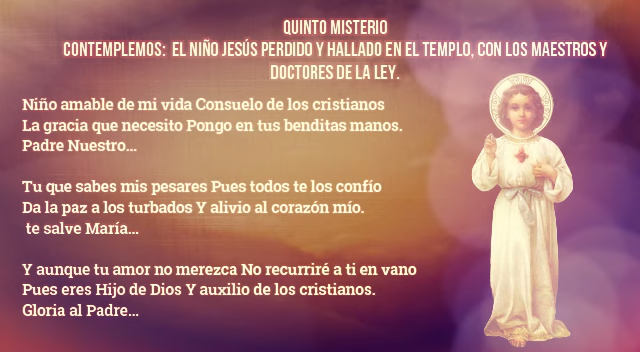 QUINTO MISTERIO
CONTEMPLEMOS: EL NIÑO JESÚS PERDIDO Y HALLADO EN EL TEMPLO, CON LOS MAESTROS Y
DOCTORES DE LA LEY.
Niño amable de mi vida Consuelo de los cristianos
La gracia que necesito Pongo en tus benditas manos.
Padre Nuestro...
Tu que sabes mis pesares Pues todos te los confío
Da la paz a los turbados Y alivio al corazón mío.
te salve María...
Y aunque tu amor no merezca No recurriré a ti en vano
Pues eres Hijo de Dios Y auxilio de los cristianos.
Gloria al Padre...